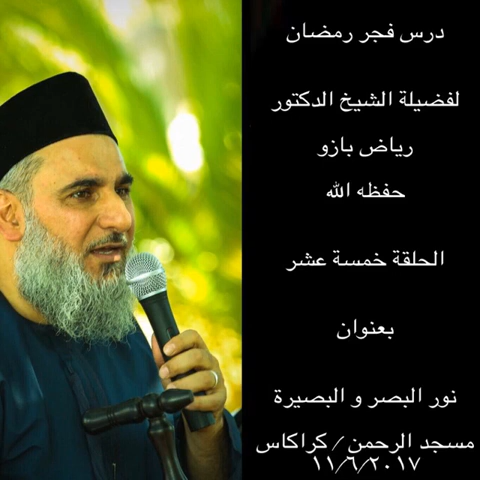 درس فجر رمضان
لفضيلة الشيخ الدكتور
رياض بازو
حفظه الله
الحلقة خمسة عشر
بعنوان
نور البصر و البصيرة
مسجد الرحمن / كراكاس
١١/٦/٢٠١٧